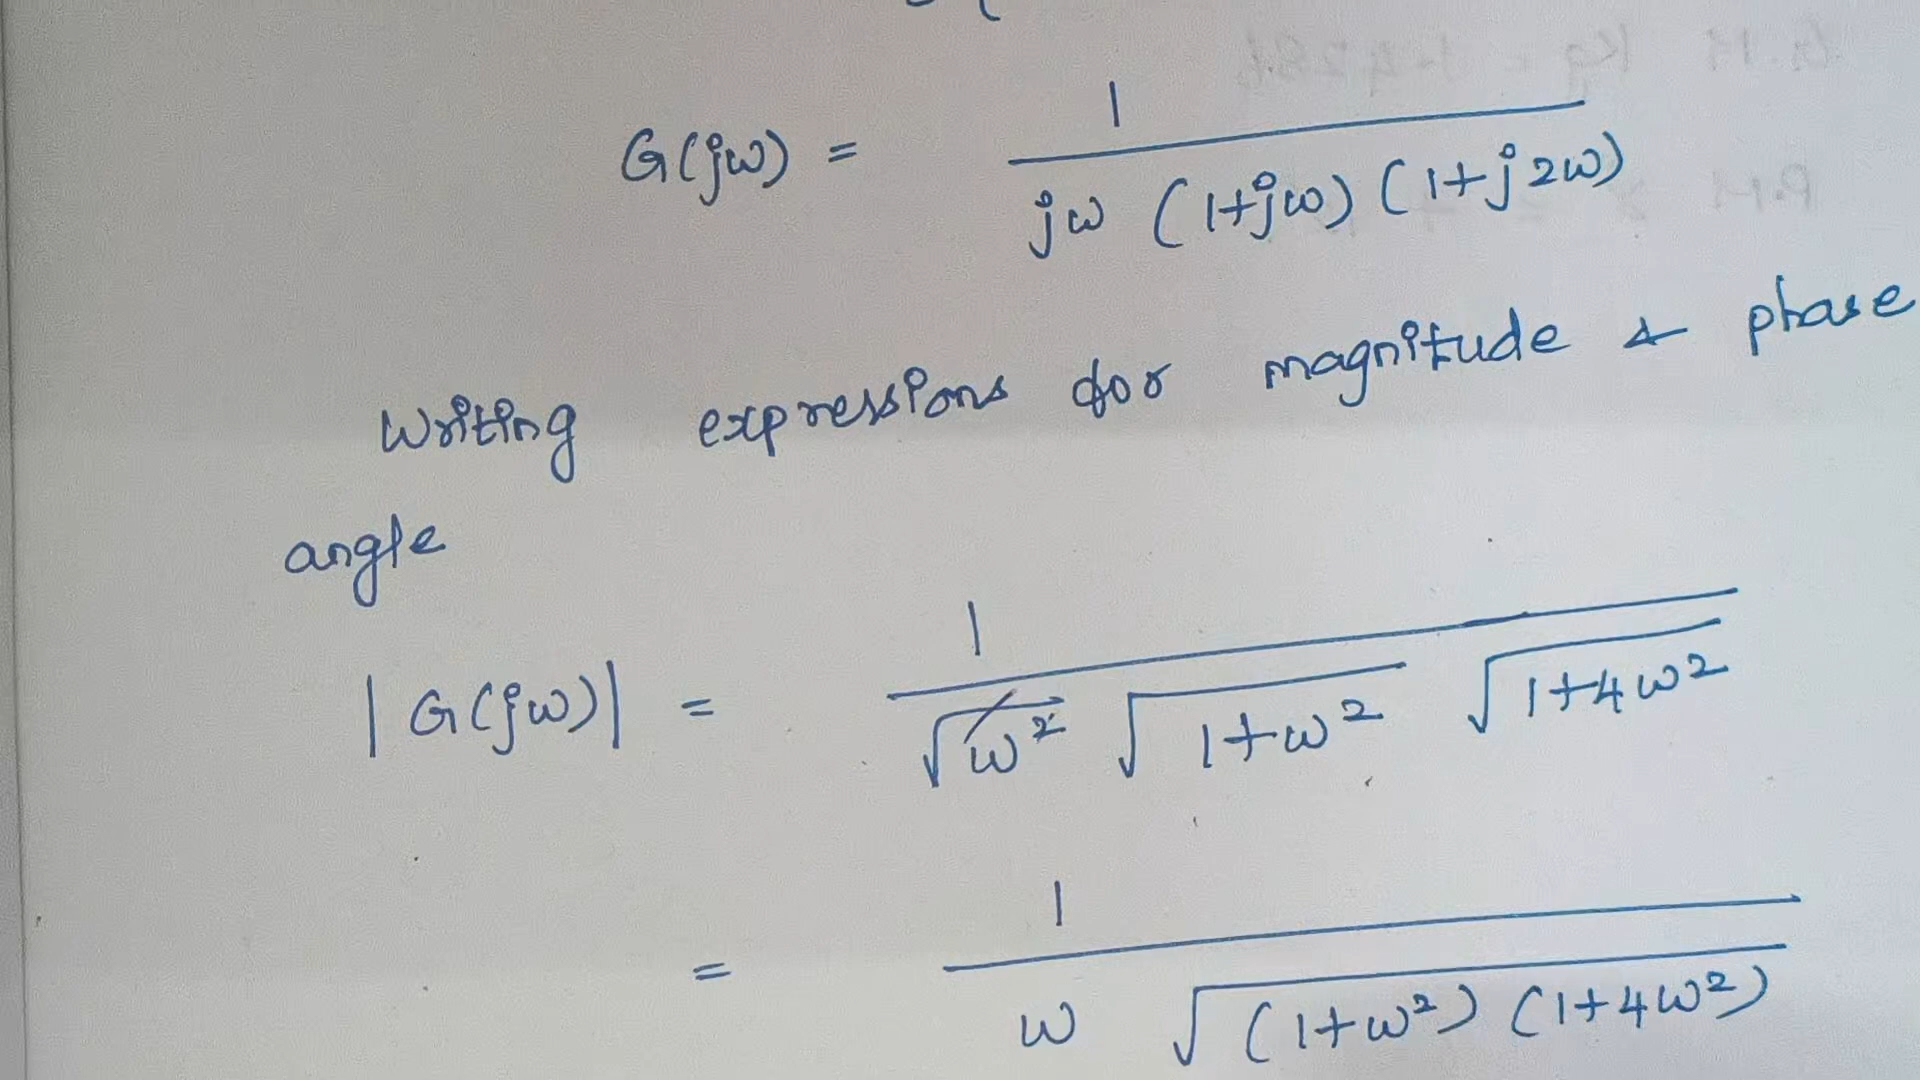 G(jω) = 1 / jω (1+jω) (1+j2ω)
Writing expressions for magnitude & phase
angle
|G(jω)| = 1 / √ω² √1+ω² √1+4ω²
= 1 / ω √(1+ω²) (1+4ω²)